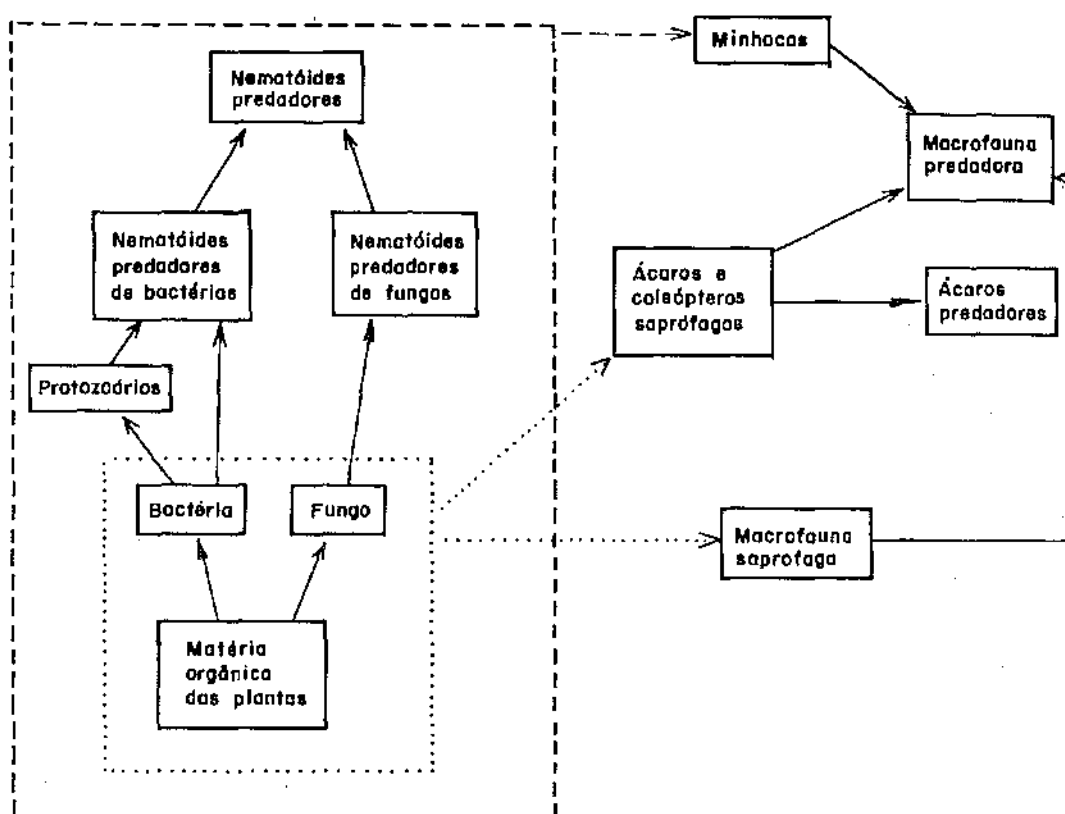 Nematóides
predadores
Nematóides
predadores
de bactérias
Nematóides
predadores
de fungos
Protozoários
Bactéria
Fungo
Matéria
orgânica
das plantas
Minhocas
Macrofauna
predadora
Ácaros e
coleópteros
saprófagos
Ácaros
predadores
Macrofauna
saprofaga